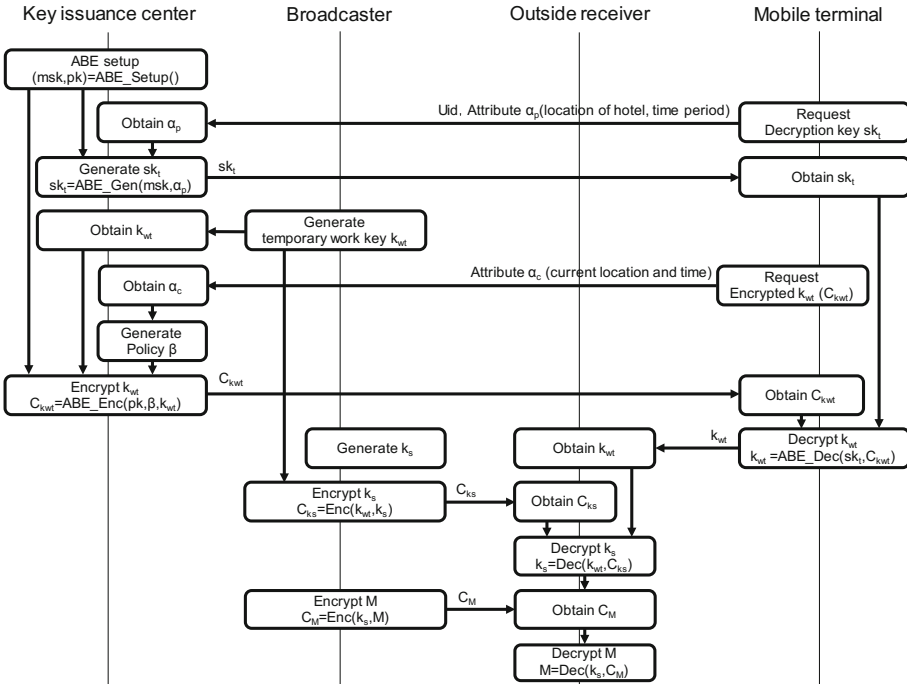 Key issuance center
Broadcaster
Outside receiver
Mobile terminal
ABE setup
(msk,pk)=ABE_Setup()
Obtain αp
Uid, Attribute αp(location of hotel, time period)
Request
Decryption key skt
Generate skt
skt=ABE_Gen(msk,αp)
skt
Obtain skt
Obtain kwt
Generate
temporary work key kwt
Obtain αc
Attribute αc (current location and time)
Request
Encrypted kwt (Ckwt)
Generate
Policy β
Encrypt kwt
Ckwt=ABE_Enc(pk,β,kwt)
Ckwt
Obtain Ckwt
Generate ks
Obtain kwt
kwt
Decrypt kwt
kwt =ABE_Dec(skt,Ckwt)
Encrypt ks
Cks=Enc(kwt,ks)
Cks
Obtain Cks
Decrypt ks
ks=Dec(kwt,Cks)
Encrypt M
CM=Enc(ks,M)
CM
Obtain CM
Decrypt M
M=Dec(ks,CM)